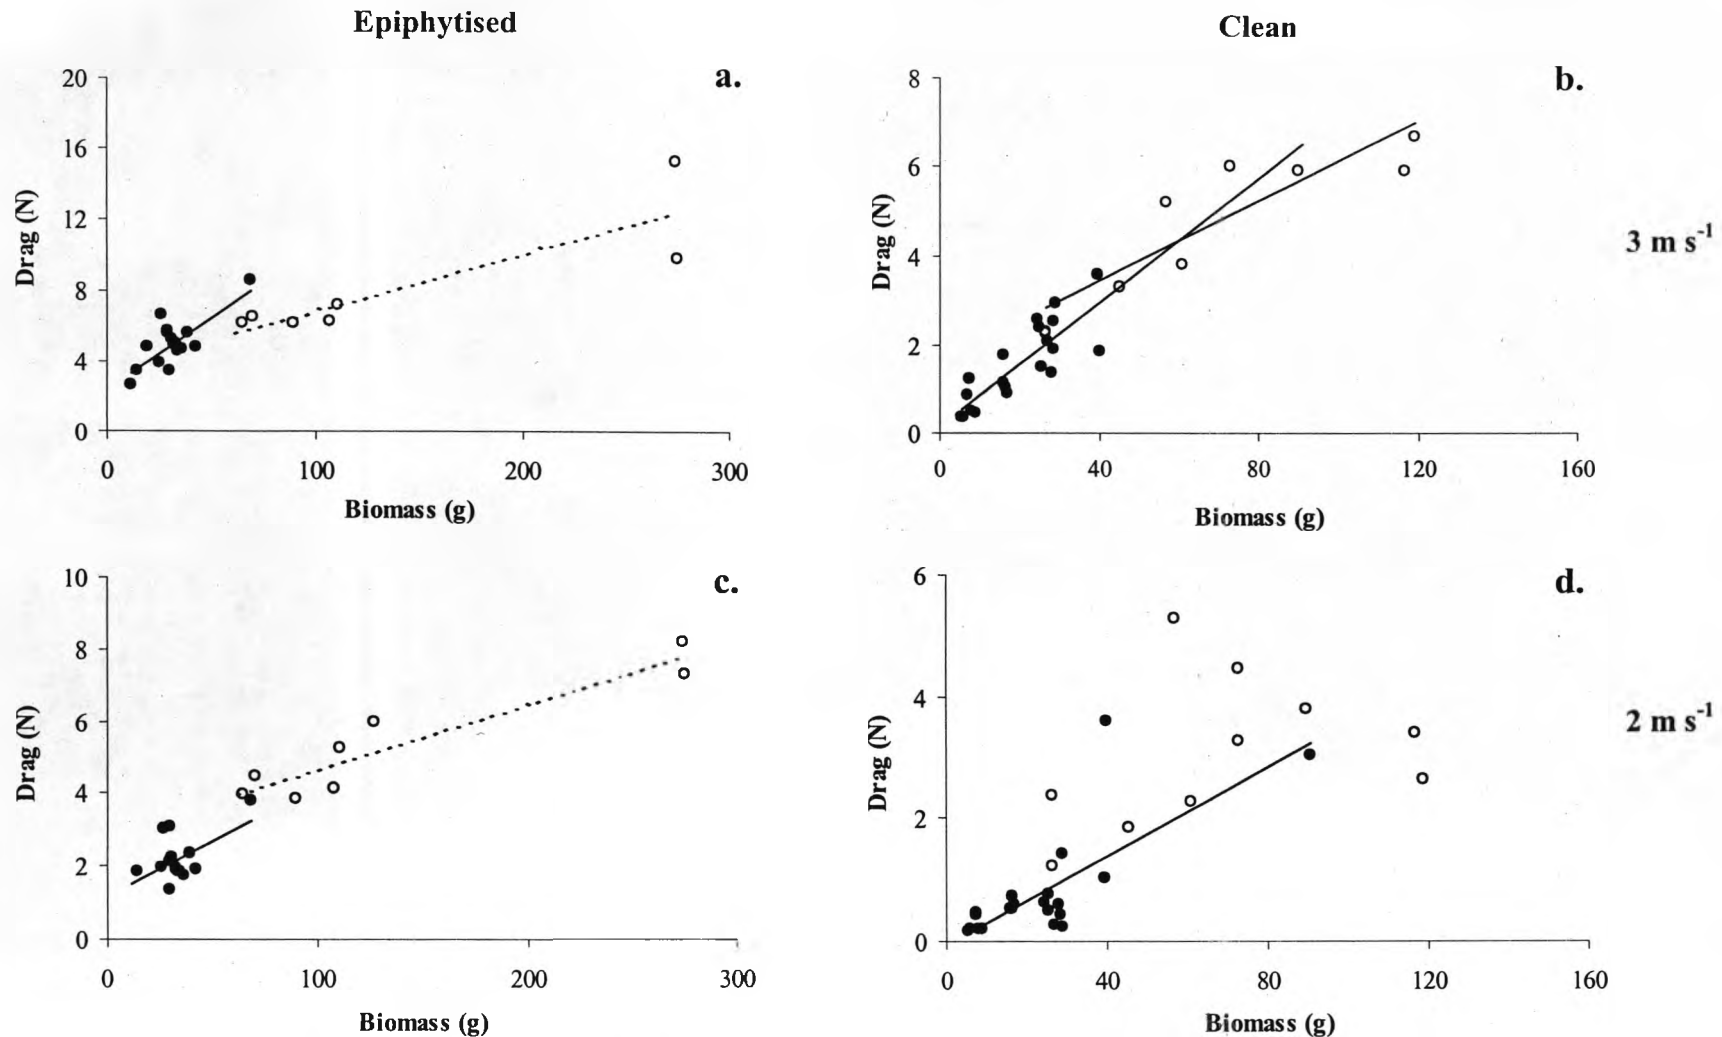 Epiphytised
Clean
a.
20
16
12
8
4
0
Drag (N)
0 100 200 300
Biomass (g)
b.
8
6
4
2
0
Drag (N)
0 40 80 120 160
Biomass (g)
3 m s⁻¹
c.
10
8
6
4
2
0
Drag (N)
0 100 200 300
Biomass (g)
d.
6
4
2
0
Drag (N)
0 40 80 120 160
Biomass (g)
2 m s⁻¹